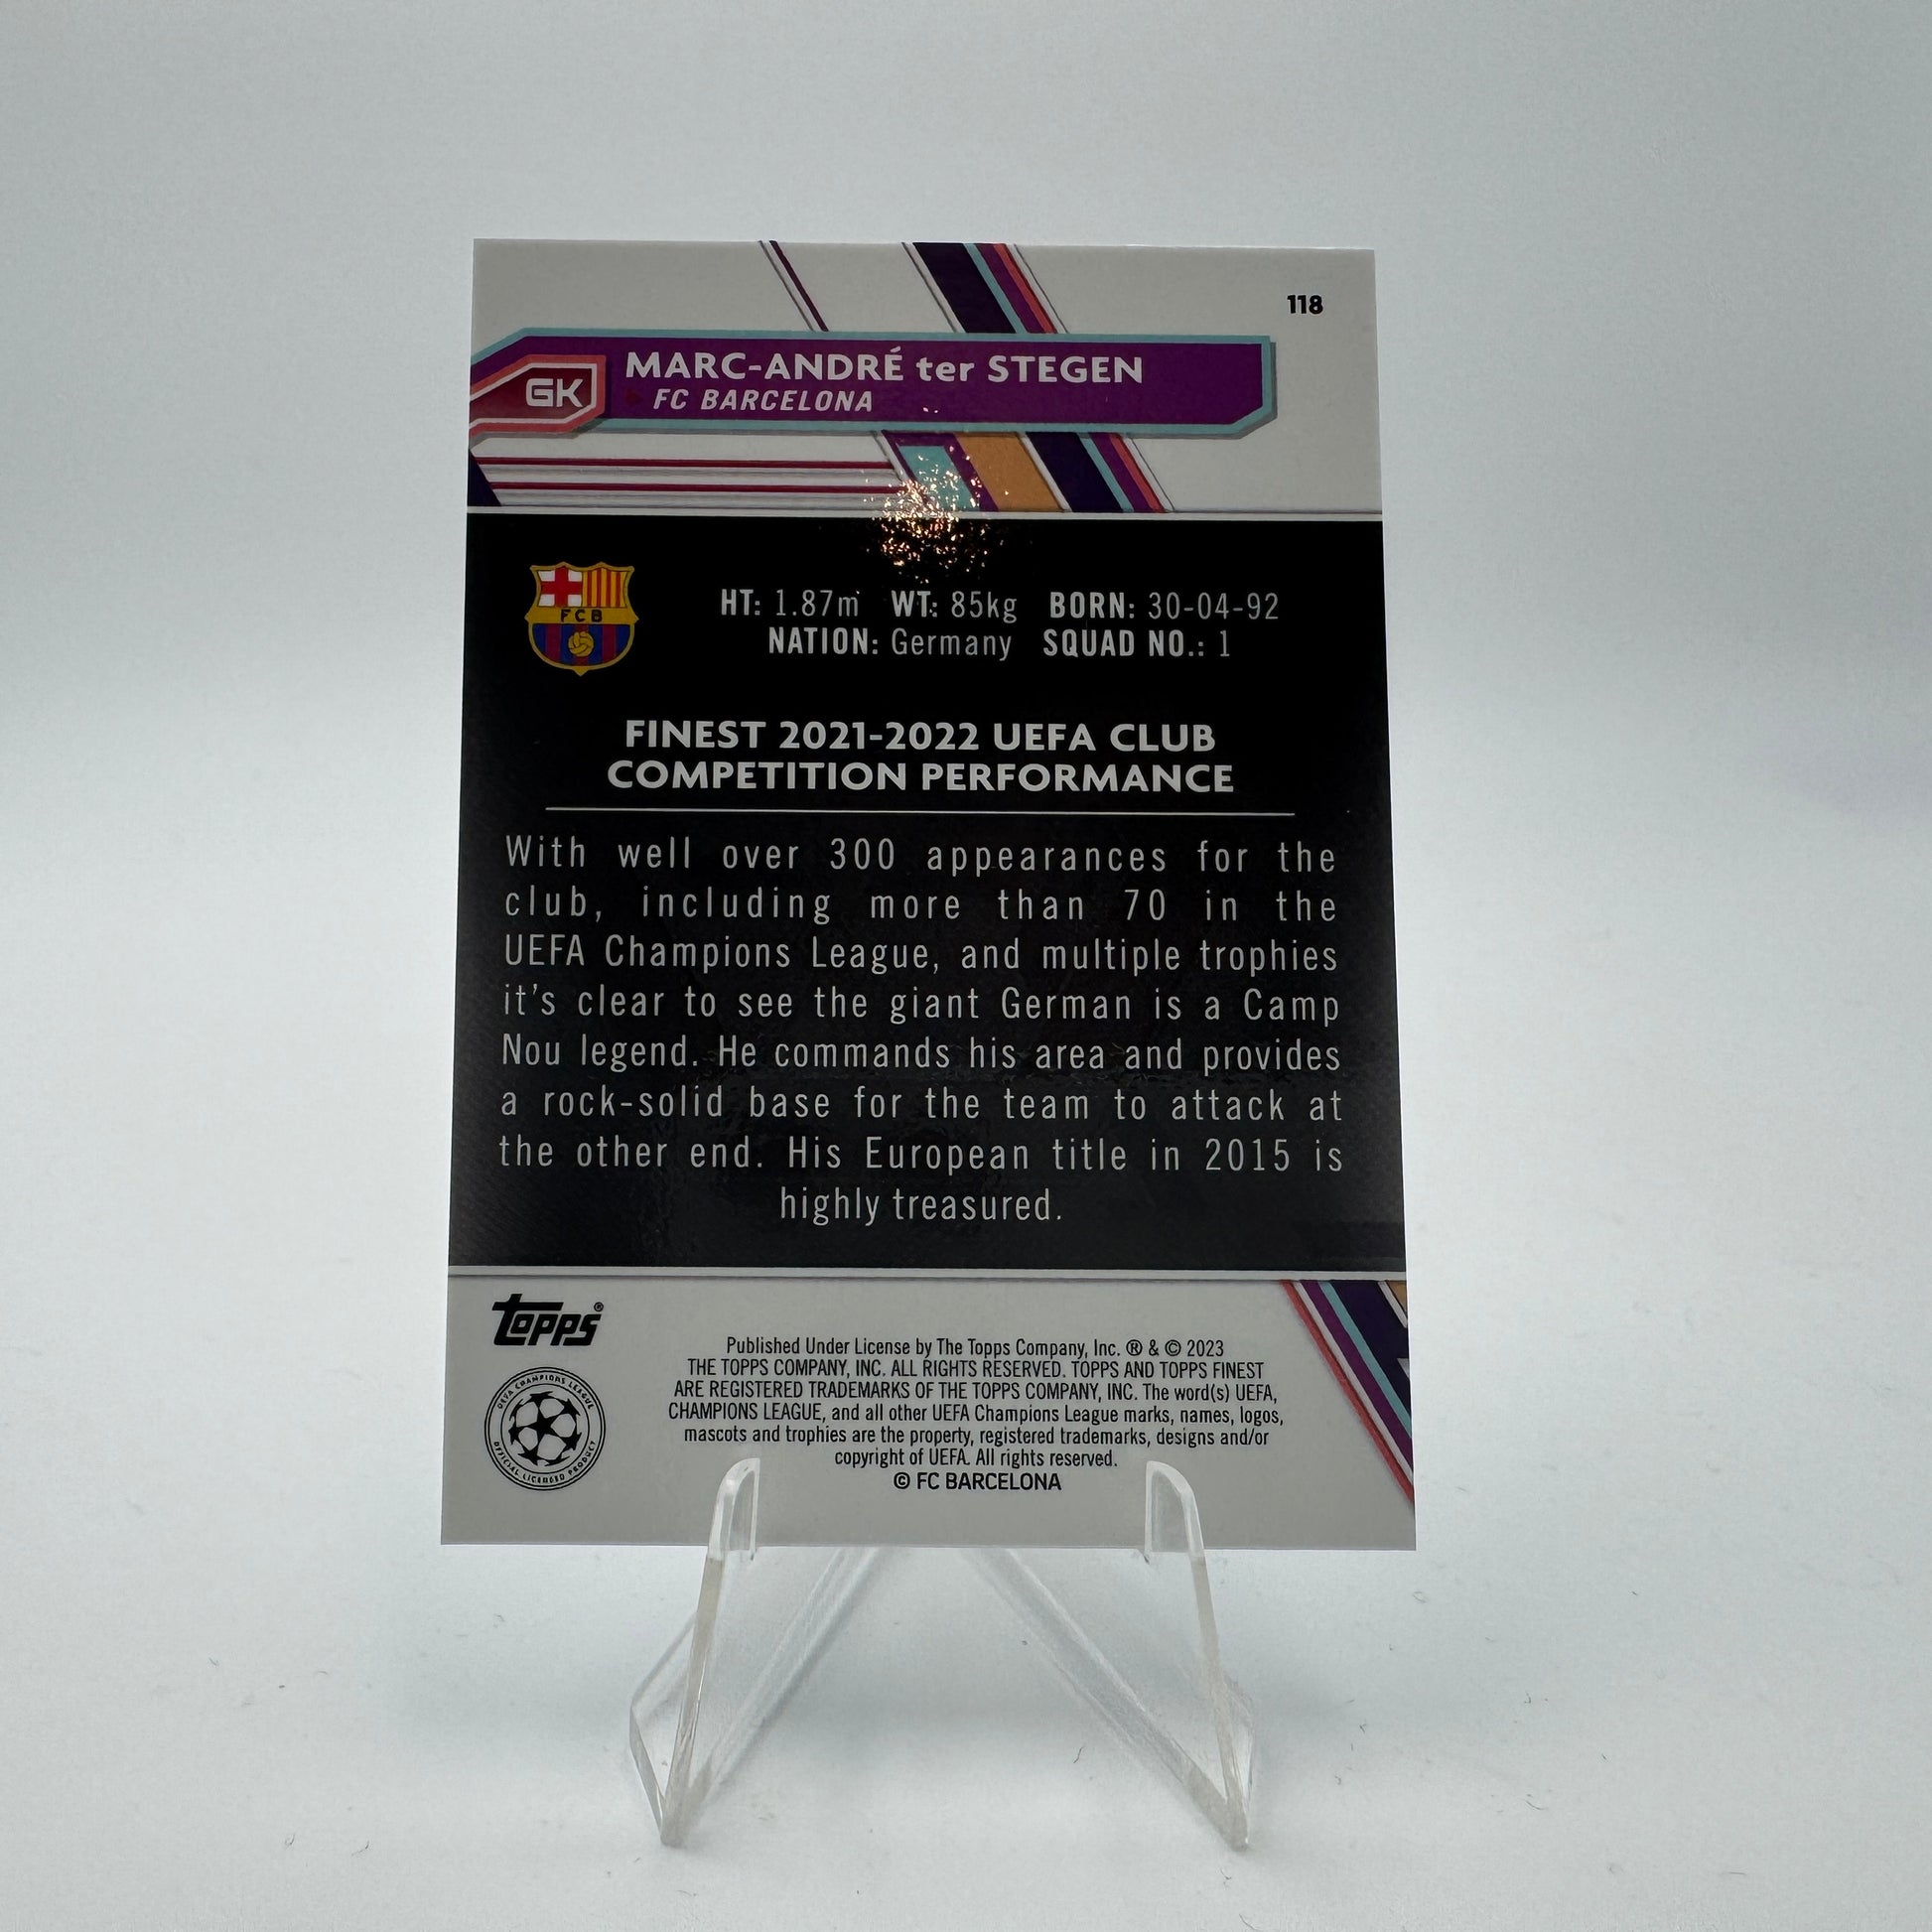 118
MARC-ANDRÉ ter STEGEN
GK
FC BARCELONA
FCB
HT: 1.87m WT: 85kg BORN: 30-04-92
NATION: Germany SQUAD NO.: 1
FINEST 2021-2022 UEFA CLUB
COMPETITION PERFORMANCE
With well over 300 appearances for the
club, including more than 70 in the
UEFA Champions League, and multiple trophies
it's clear to see the giant German is a Camp
Nou legend. He commands his area and provides
a rock-solid base for the team to attack at
the other end. His European title in 2015 is
highly treasured.
topps®
UEFA CHAMPIONS LEAGUE
OFFICIAL LICENSED PRODUCT
Published Under License by The Topps Company, Inc. ® & © 2023
THE TOPPS COMPANY, INC. ALL RIGHTS RESERVED. TOPPS AND TOPPS FINEST
ARE REGISTERED TRADEMARKS OF THE TOPPS COMPANY, INC. The word(s) UEFA,
CHAMPIONS LEAGUE, and all other UEFA Champions League marks, names, logos,
mascots and trophies are the property, registered trademarks, designs and/or
copyright of UEFA. All rights reserved.
© FC BARCELONA